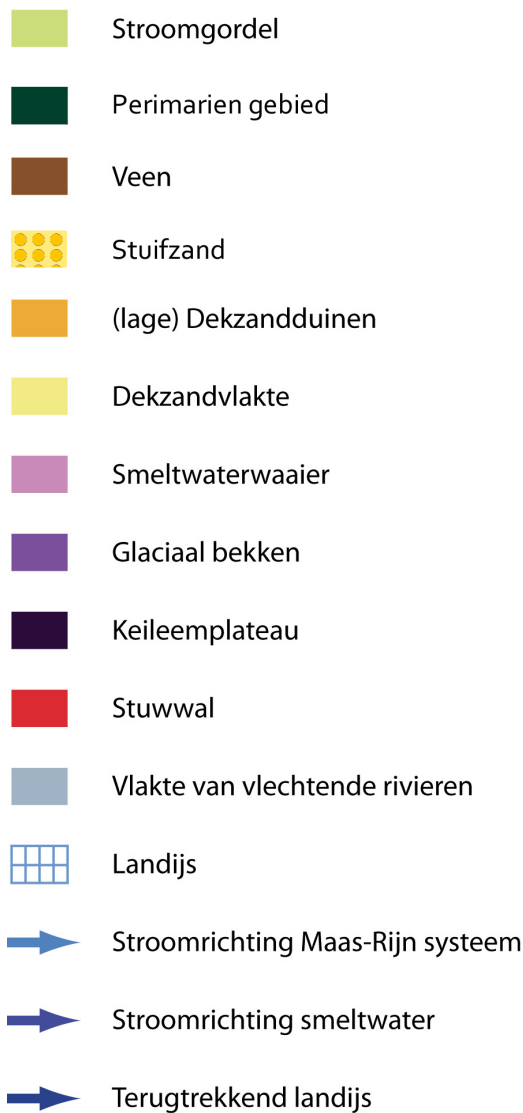 Stroomgordel
Perimarien gebied
Veen
Stuifzand
(lage) Dekzandduinen
Dekzandvlakte
Smeltwaterwaaier
Glaciaal bekken
Keileemplateau
Stuwwal
Vlakte van vlechtende rivieren
Landijs
Stroomrichting Maas-Rijn systeem
Stroomrichting smeltwater
Terugtrekkend landijs